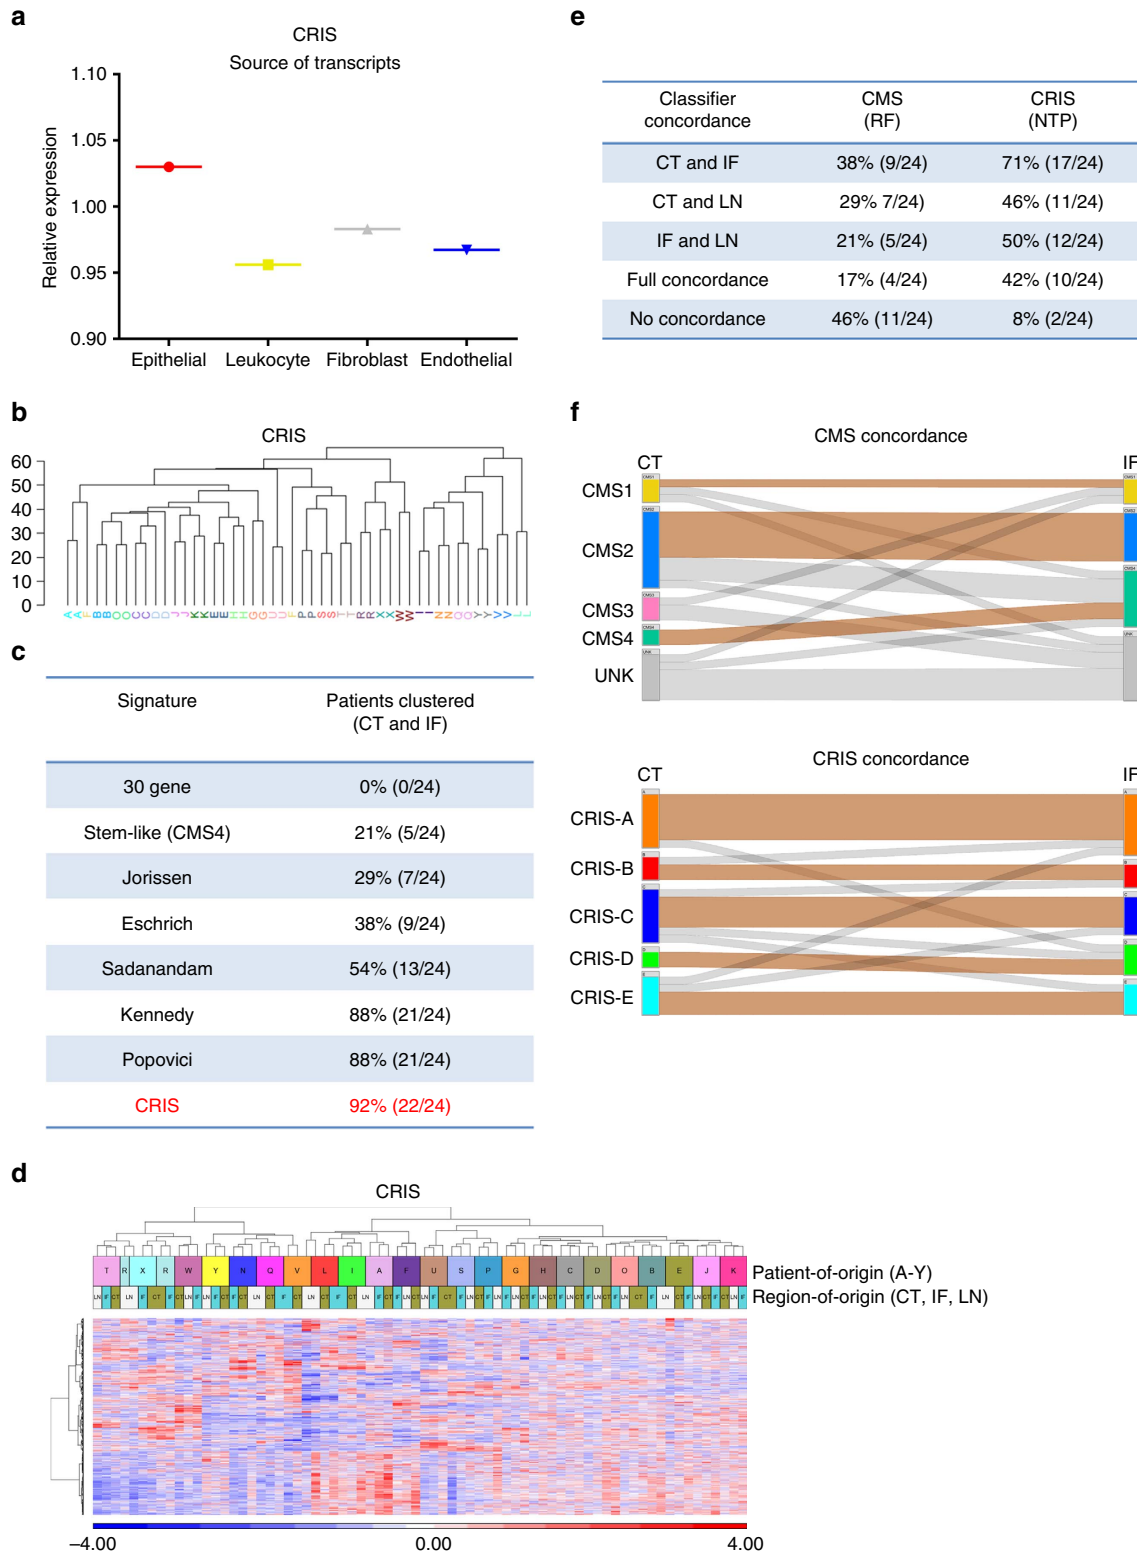 a
CRIS
Source of transcripts
1.10
1.05
1.00
0.95
0.90
Relative expression
Epithelial Leukocyte Fibroblast Endothelial
b
CRIS
60
50
40
30
20
10
0
c
Signature Patients clustered (CT and IF)
30 gene 0% (0/24)
Stem-like (CMS4) 21% (5/24)
Jorissen 29% (7/24)
Eschrich 38% (9/24)
Sadanandam 54% (13/24)
Kennedy 88% (21/24)
Popovici 88% (21/24)
CRIS 92% (22/24)
d
CRIS
T R X R W Y N Q V L I A F U S P G H C D O B E J K
Patient-of-origin (A-Y)
Region-of-origin (CT, IF, LN)
−4.00 0.00 4.00
e
Classifier concordance CMS (RF) CRIS (NTP)
CT and IF 38% (9/24) 71% (17/24)
CT and LN 29% 7/24) 46% (11/24)
IF and LN 21% (5/24) 50% (12/24)
Full concordance 17% (4/24) 42% (10/24)
No concordance 46% (11/24) 8% (2/24)
f
CMS concordance
CT IF
CMS1
CMS2
CMS3
CMS4
UNK
CRIS concordance
CT IF
CRIS-A
CRIS-B
CRIS-C
CRIS-D
CRIS-E